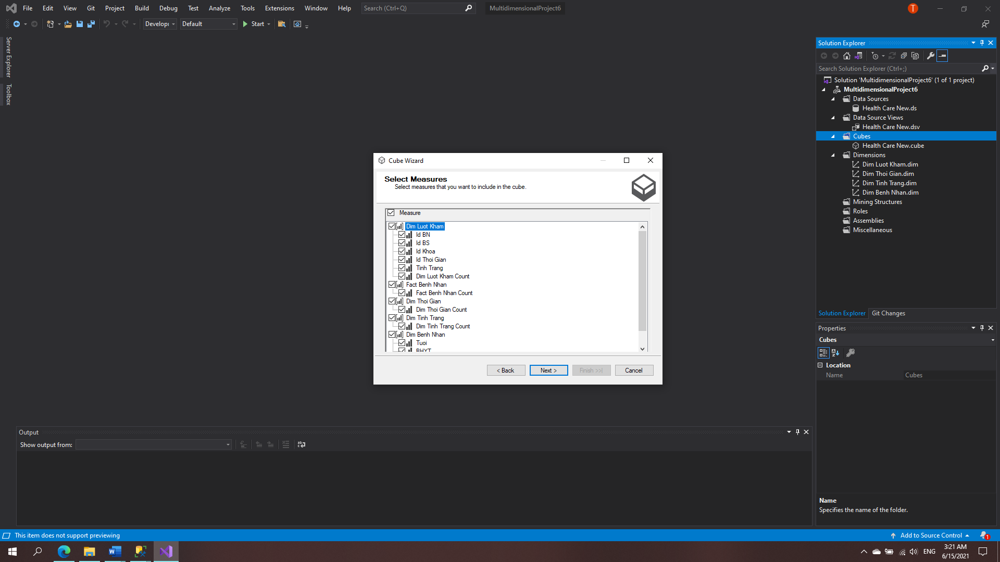 File Edit View Git Project Build Debug Test Analyze Tools Extensions Window Help Search (Ctrl+Q) MultidimensionalProject6 T
Develop Default Start
Server Explorer
Toolbox
Cube Wizard
Select Measures
Select measures that you want to include in the cube.
Measure
Dim Luot Kham
Id BN
Id BS
Id Khoa
Id Thoi Gian
Tinh Trang
Dim Luot Kham Count
Fact Benh Nhan
Fact Benh Nhan Count
Dim Thoi Gian
Dim Thoi Gian Count
Dim Tinh Trang
Dim Tinh Trang Count
Dim Benh Nhan
Tuoi
BHYT
< Back Next > Finish >>| Cancel
Solution Explorer
Search Solution Explorer (Ctrl+;)
Solution 'MultidimensionalProject6' (1 of 1 project)
MultidimensionalProject6
Data Sources
Health Care New.ds
Data Source Views
Health Care New.dsv
Cubes
Health Care New.cube
Dimensions
Dim Luot Kham.dim
Dim Thoi Gian.dim
Dim Tinh Trang.dim
Dim Benh Nhan.dim
Mining Structures
Roles
Assemblies
Miscellaneous
Solution Explorer Git Changes
Properties
Cubes
Location
Name Cubes
Name
Specifies the name of the folder.
Output
Show output from:
This item does not support previewing
Add to Source Control 1
ENG
3:21 AM
6/15/2021